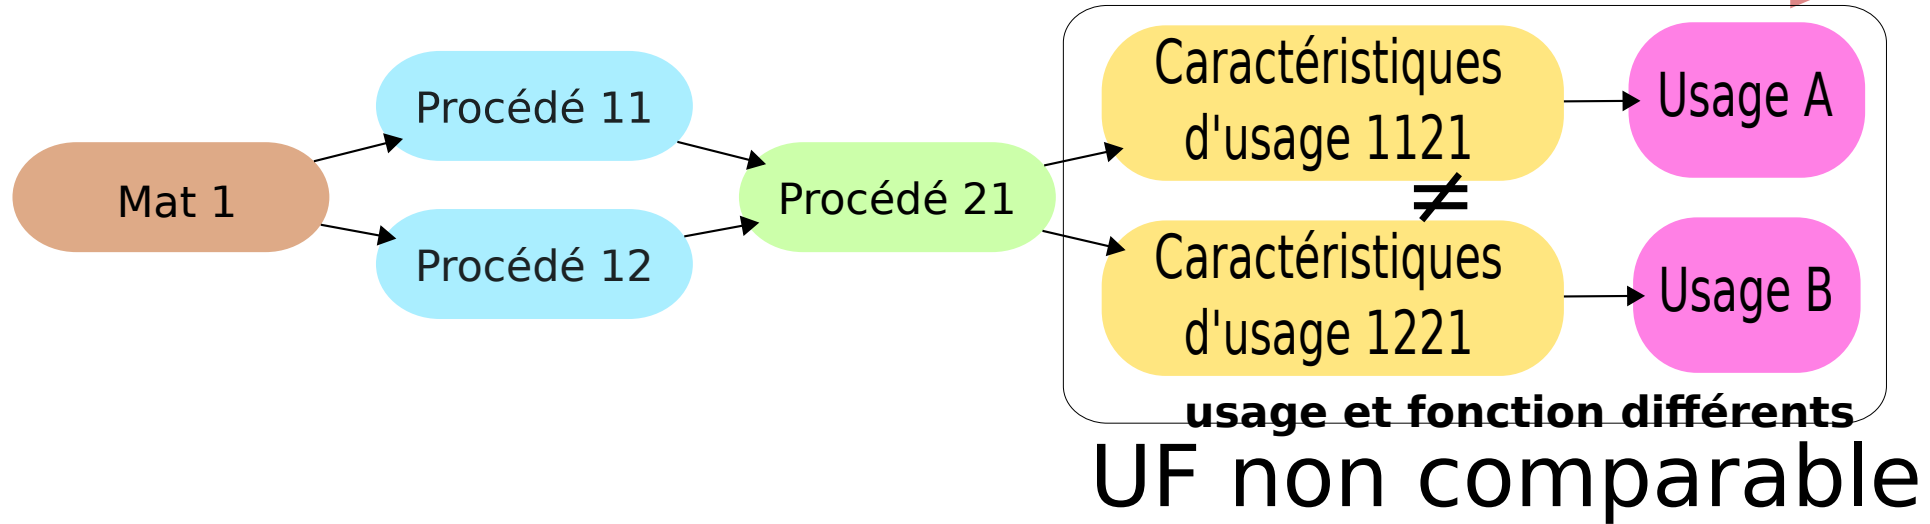 Mat 1
Procédé 11
Procédé 12
Procédé 21
Caractéristiques
d'usage 1121
Usage A
≠
Caractéristiques
d'usage 1221
Usage B
usage et fonction différents
UF non comparable